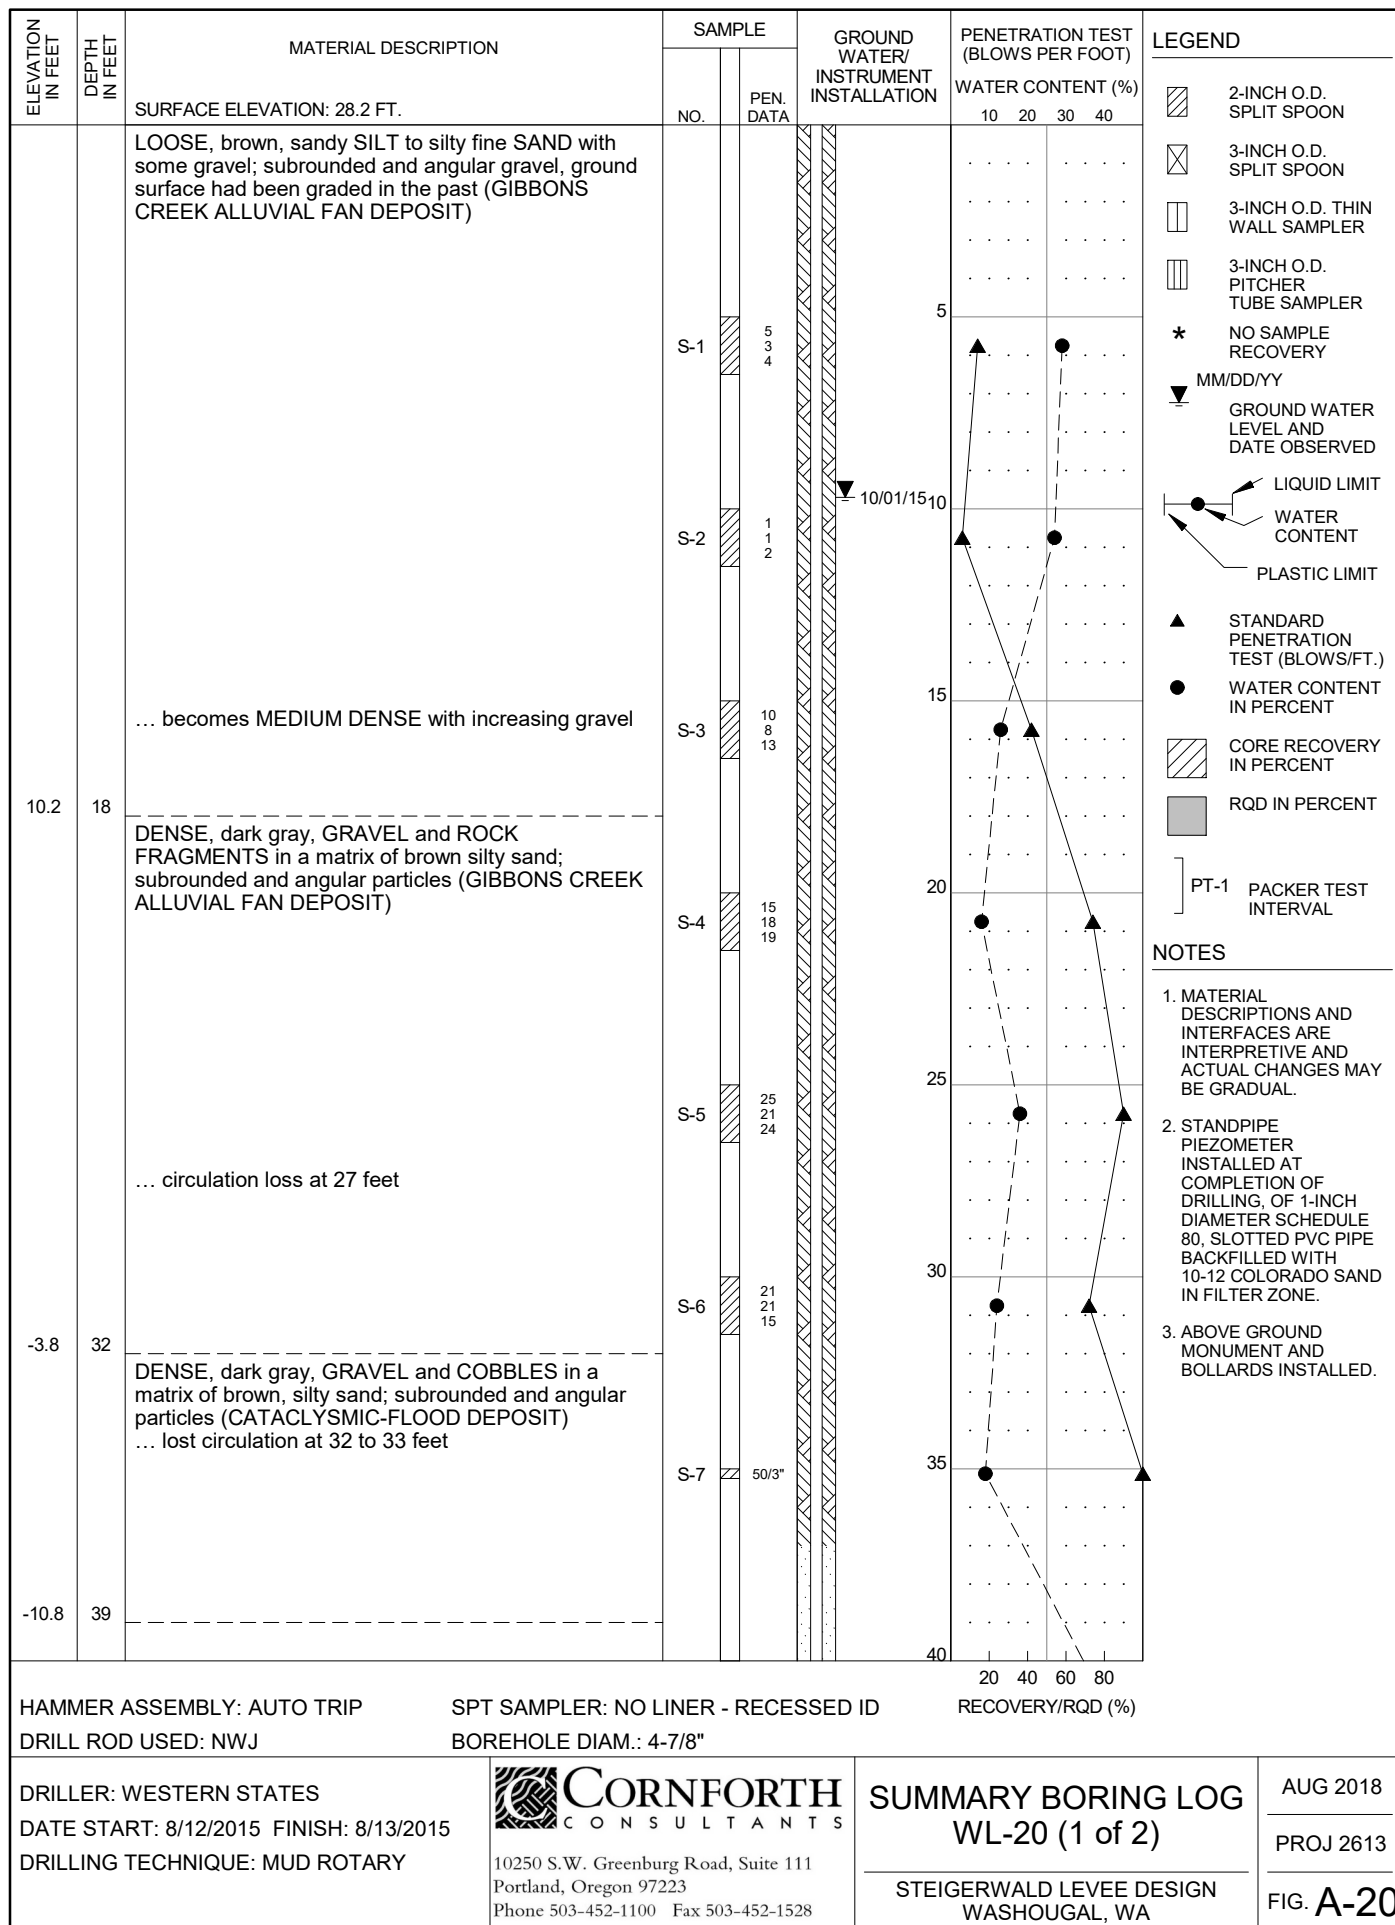 ELEVATION
IN FEET
DEPTH
IN FEET
MATERIAL DESCRIPTION
SURFACE ELEVATION: 28.2 FT.
SAMPLE
NO.
PEN.
DATA
GROUND
WATER/
INSTRUMENT
INSTALLATION
PENETRATION TEST
(BLOWS PER FOOT)
WATER CONTENT (%)
10 20 30 40
LOOSE, brown, sandy SILT to silty fine SAND with
some gravel; subrounded and angular gravel, ground
surface had been graded in the past (GIBBONS
CREEK ALLUVIAL FAN DEPOSIT)
5
S-1
5
3
4
10/01/15
10
S-2
1
1
2
15
... becomes MEDIUM DENSE with increasing gravel
S-3
10
8
13
10.2 18
DENSE, dark gray, GRAVEL and ROCK
FRAGMENTS in a matrix of brown silty sand;
subrounded and angular particles (GIBBONS CREEK
ALLUVIAL FAN DEPOSIT)
20
S-4
15
18
19
25
S-5
25
21
24
... circulation loss at 27 feet
30
S-6
21
21
15
-3.8 32
DENSE, dark gray, GRAVEL and COBBLES in a
matrix of brown, silty sand; subrounded and angular
particles (CATACLYSMIC-FLOOD DEPOSIT)
... lost circulation at 32 to 33 feet
35
S-7
50/3"
-10.8 39
40
20 40 60 80
RECOVERY/RQD (%)
LEGEND
2-INCH O.D.
SPLIT SPOON
3-INCH O.D.
SPLIT SPOON
3-INCH O.D. THIN
WALL SAMPLER
3-INCH O.D.
PITCHER
TUBE SAMPLER
* NO SAMPLE
RECOVERY
MM/DD/YY
GROUND WATER
LEVEL AND
DATE OBSERVED
LIQUID LIMIT
WATER
CONTENT
PLASTIC LIMIT
STANDARD
PENETRATION
TEST (BLOWS/FT.)
WATER CONTENT
IN PERCENT
CORE RECOVERY
IN PERCENT
RQD IN PERCENT
PT-1 PACKER TEST
INTERVAL
NOTES
1. MATERIAL
DESCRIPTIONS AND
INTERFACES ARE
INTERPRETIVE AND
ACTUAL CHANGES MAY
BE GRADUAL.
2. STANDPIPE
PIEZOMETER
INSTALLED AT
COMPLETION OF
DRILLING, OF 1-INCH
DIAMETER SCHEDULE
80, SLOTTED PVC PIPE
BACKFILLED WITH
10-12 COLORADO SAND
IN FILTER ZONE.
3. ABOVE GROUND
MONUMENT AND
BOLLARDS INSTALLED.
HAMMER ASSEMBLY: AUTO TRIP
SPT SAMPLER: NO LINER - RECESSED ID
DRILL ROD USED: NWJ
BOREHOLE DIAM.: 4-7/8"
DRILLER: WESTERN STATES
DATE START: 8/12/2015 FINISH: 8/13/2015
DRILLING TECHNIQUE: MUD ROTARY
CORNFORTH
CONSULTANTS
10250 S.W. Greenburg Road, Suite 111
Portland, Oregon 97223
Phone 503-452-1100 Fax 503-452-1528
SUMMARY BORING LOG
WL-20 (1 of 2)
STEIGERWALD LEVEE DESIGN
WASHOUGAL, WA
AUG 2018
PROJ 2613
FIG. A-20